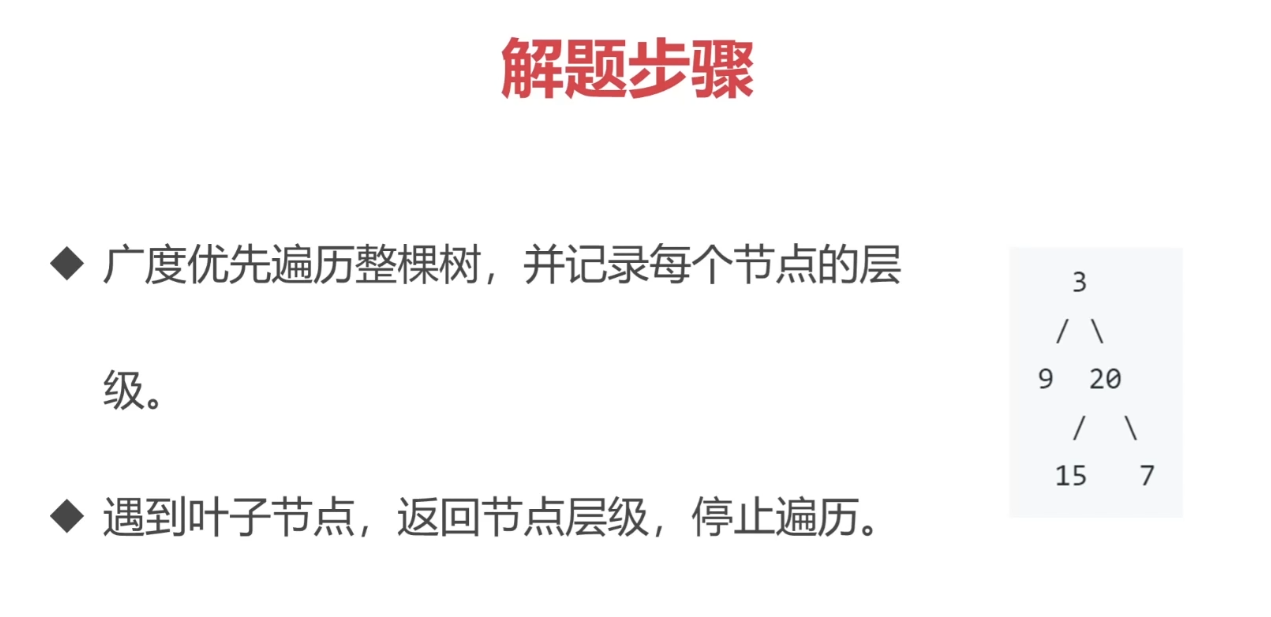 解题步骤
◆ 广度优先遍历整棵树，并记录每个节点的层
级。
◆ 遇到叶子节点，返回节点层级，停止遍历。
3
/ \
9 20
/ \
15 7